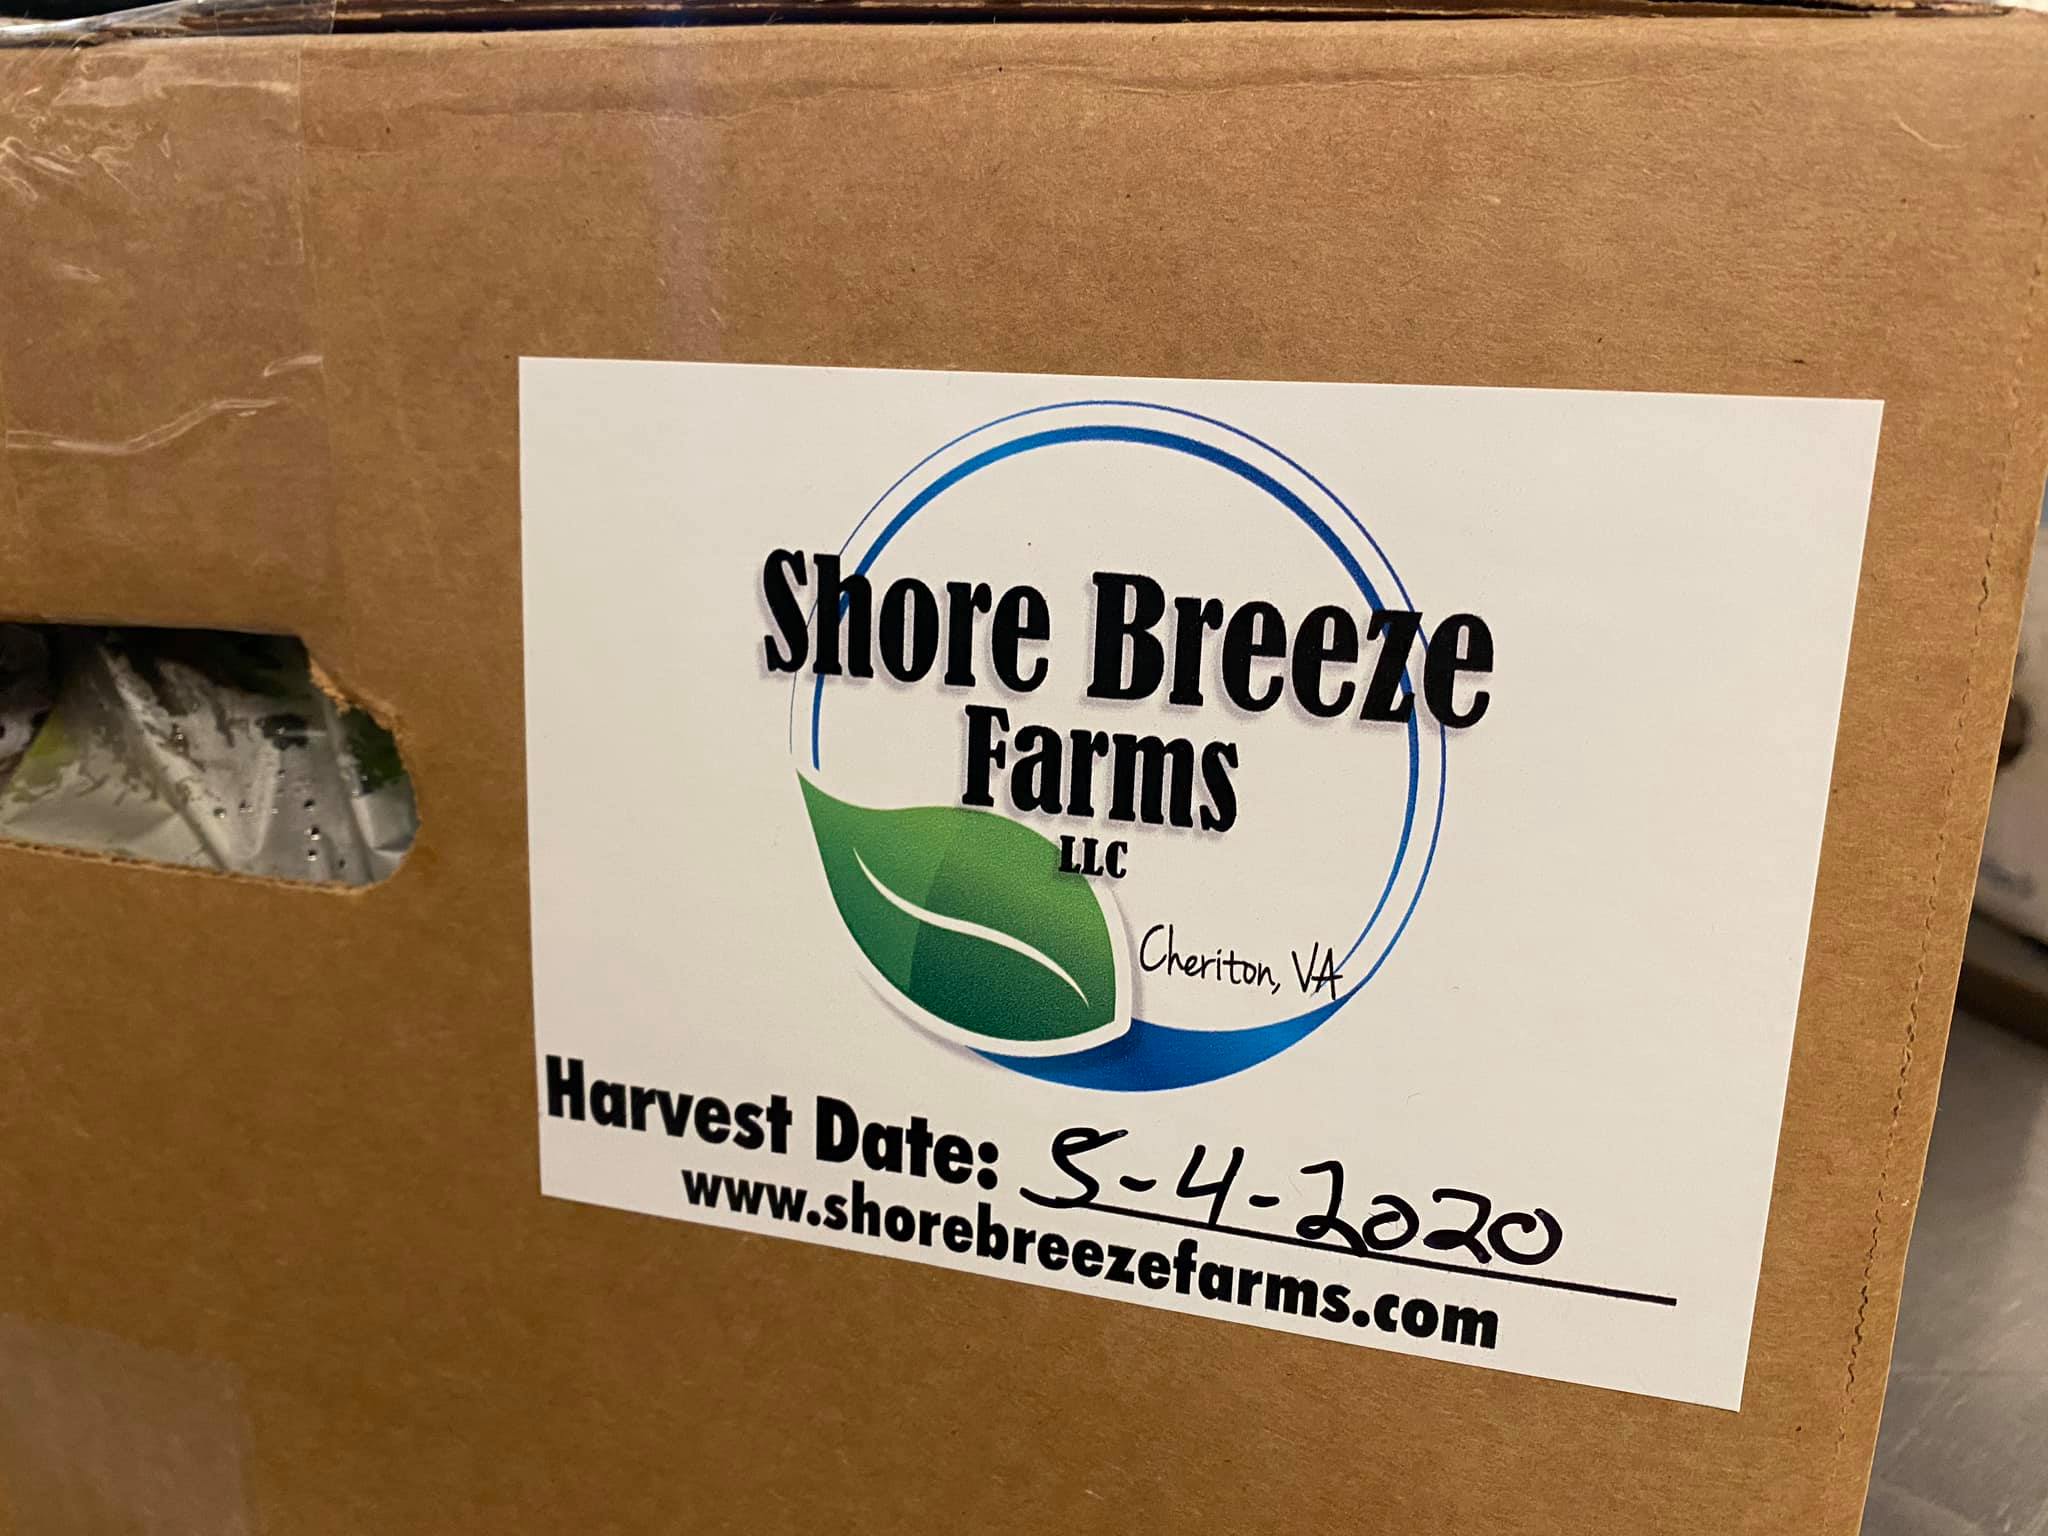 Shore Breeze
Farms
LLC
Cheriton, VA
Harvest Date: 5-4-2020
www.shorebreezefarms.com